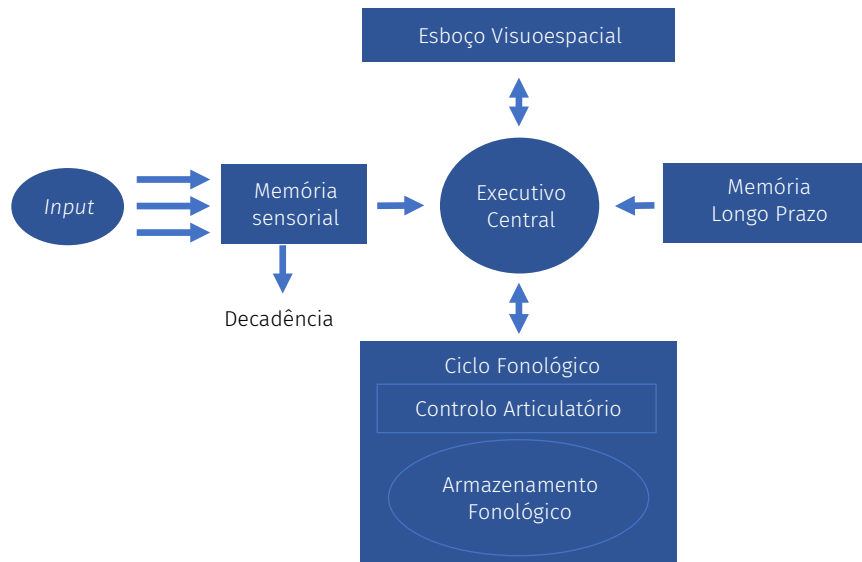 Esboço Visuoespacial
Input
Memória
sensorial
Executivo
Central
Memória
Longo Prazo
Decadência
Ciclo Fonológico
Controlo Articulatório
Armazenamento
Fonológico